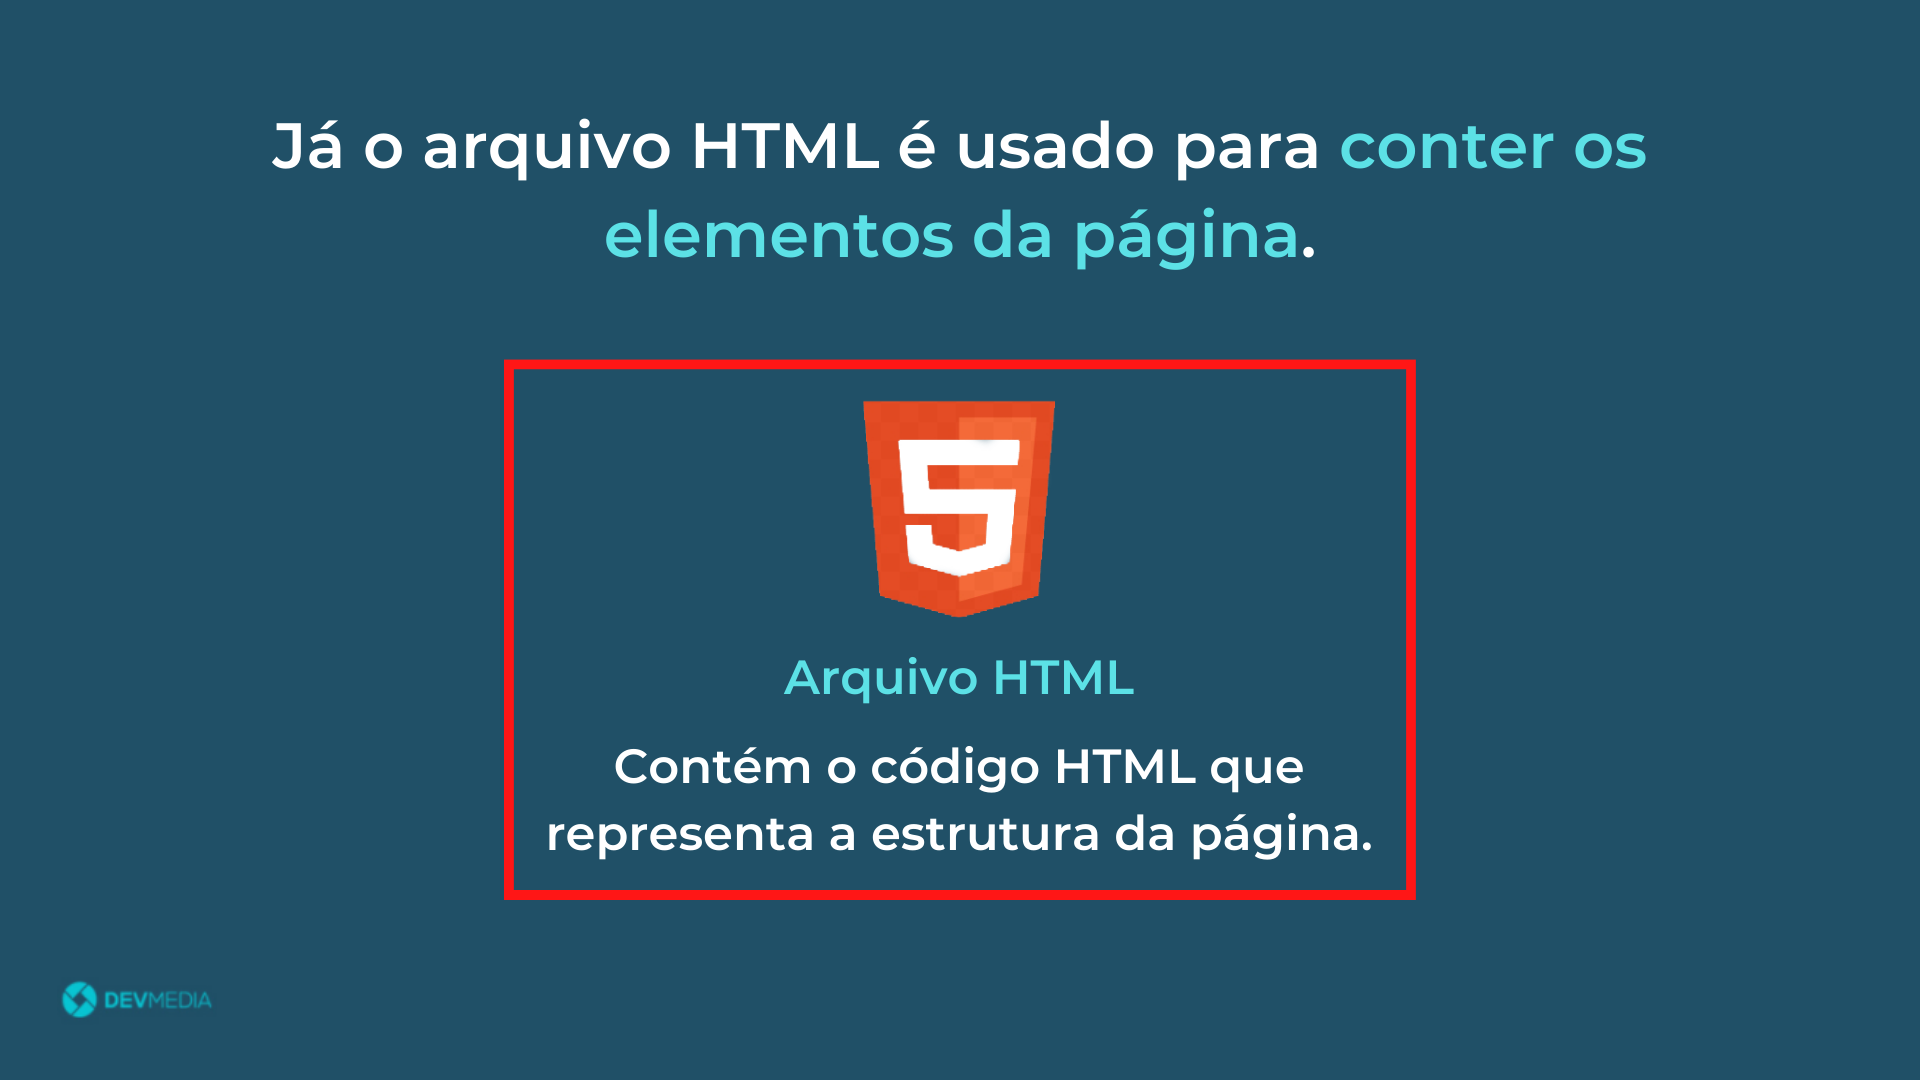 Já o arquivo HTML é usado para conter os
elementos da página.
5
Arquivo HTML
Contém o código HTML que
representa a estrutura da página.
DEVMEDIA